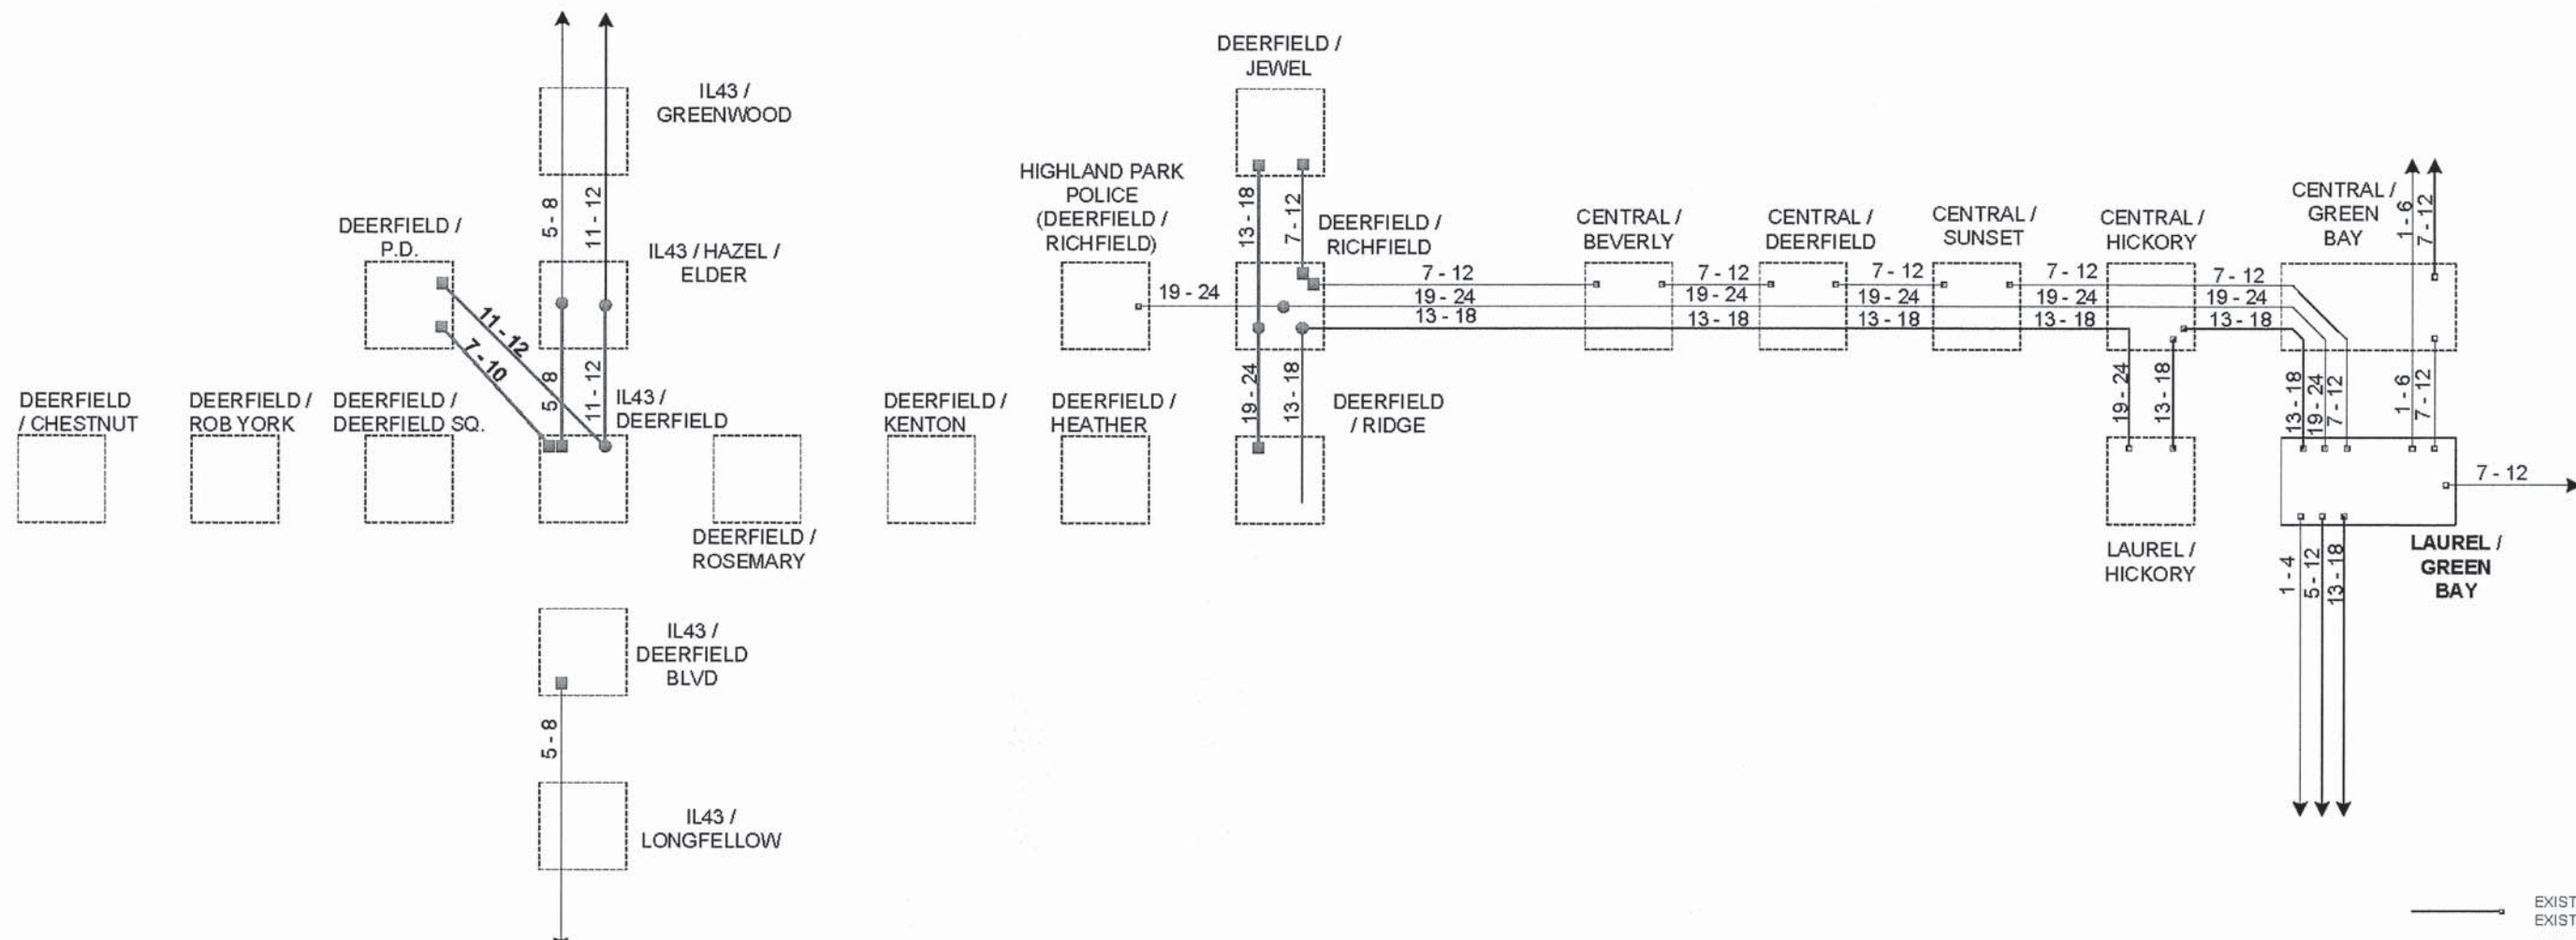 DEERFIELD /
JEWEL
IL43 /
GREENWOOD
HIGHLAND PARK
POLICE
(DEERFIELD /
RICHFIELD)
13 - 18
7 - 12
DEERFIELD /
RICHFIELD
CENTRAL /
BEVERLY
CENTRAL /
DEERFIELD
CENTRAL /
SUNSET
CENTRAL /
HICKORY
CENTRAL /
GREEN
BAY
1 - 6
7 - 12
5 - 8
11 - 12
DEERFIELD /
P.D.
IL43 / HAZEL /
ELDER
19 - 24
7 - 12
19 - 24
13 - 18
7 - 12
19 - 24
13 - 18
7 - 12
19 - 24
13 - 18
7 - 12
19 - 24
13 - 18
7 - 12
19 - 24
13 - 18
11 - 12
7 - 10
5 - 8
11 - 12
19 - 24
13 - 18
19 - 24
13 - 18
13 - 18
19 - 24
7 - 12
1 - 6
7 - 12
DEERFIELD
/ CHESTNUT
DEERFIELD /
ROB YORK
DEERFIELD /
DEERFIELD SQ.
IL43 /
DEERFIELD
DEERFIELD /
KENTON
DEERFIELD /
HEATHER
DEERFIELD
/ RIDGE
7 - 12
DEERFIELD /
ROSEMARY
LAUREL /
HICKORY
1 - 4
5 - 12
13 - 18
LAUREL /
GREEN
BAY
IL43 /
DEERFIELD
BLVD
5 - 8
IL43 /
LONGFELLOW
EXIST
EXIST